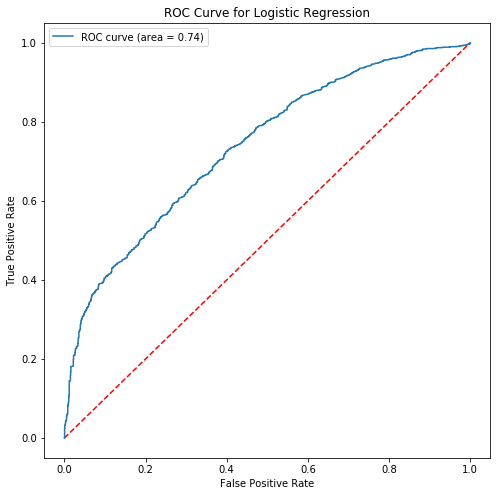 ROC Curve for Logistic Regression
ROC curve (area = 0.74)
1.0
0.8
0.6
0.4
0.2
0.0
True Positive Rate
0.0 0.2 0.4 0.6 0.8 1.0
False Positive Rate